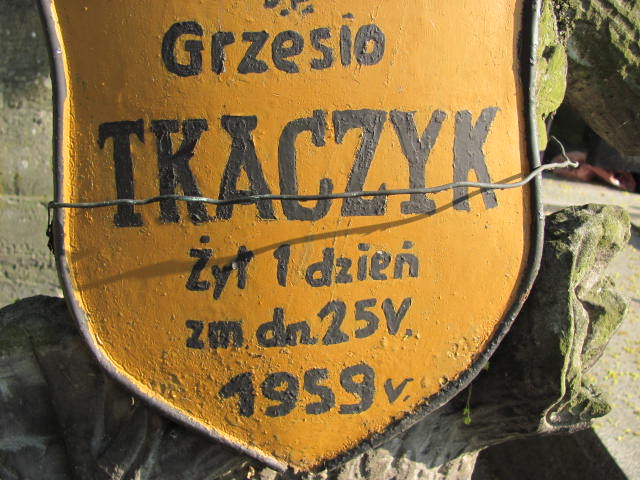 Grzesio
TKACZYK
Żył 1 dzień
zm dn 25 V.
1959 r.